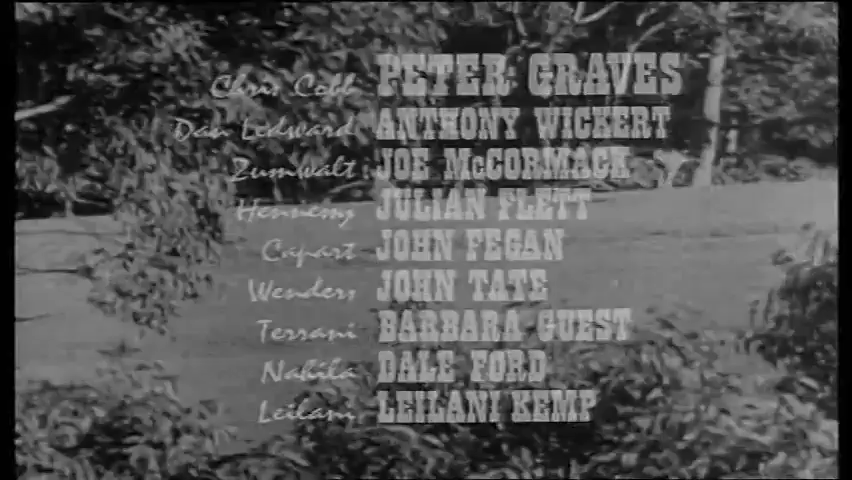 Chris Cobb PETER GRAVES
Dan Ledward ANTHONY WICKERT
Zumwalt JOE McCORMACK
Hennessy JULIAN FLETT
Capart JOHN FEGAN
Wenders JOHN TATE
Terrani BARBARA GUEST
Nahila DALE FORD
Leilani LEILANI KEMP